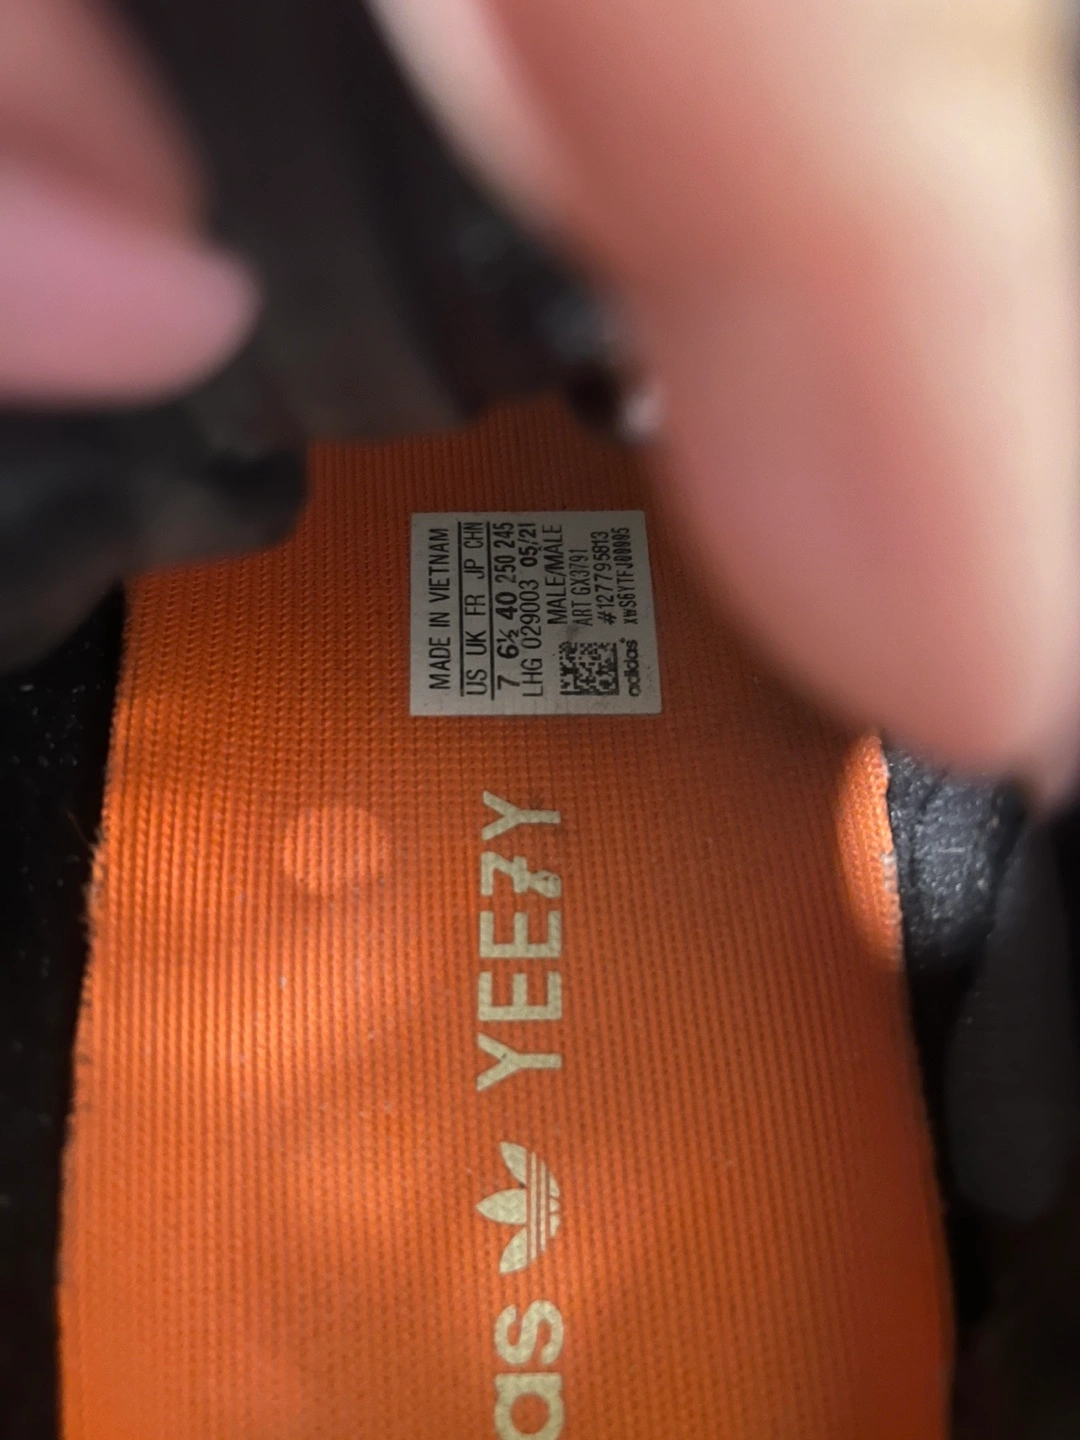 MADE IN VIETNAM
US UK FR JP CHN
7 6½ 40 250 245
LHG 029003 05/21
MALE/MALE
ART GX3791
#127795813
adidas
as YEEZY